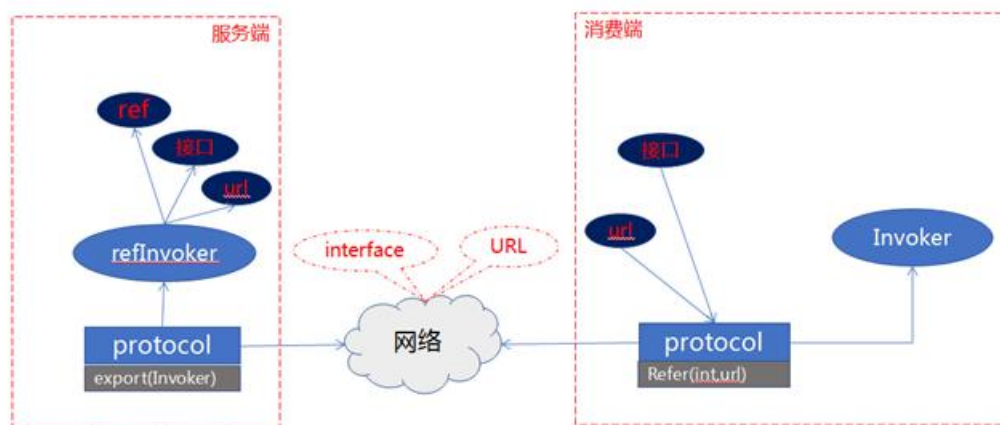 服务端
ref
接口
url
refInvoker
protocol
export(Invoker)
interface
URL
网络
消费端
接口
url
Invoker
protocol
Refer(int,url)